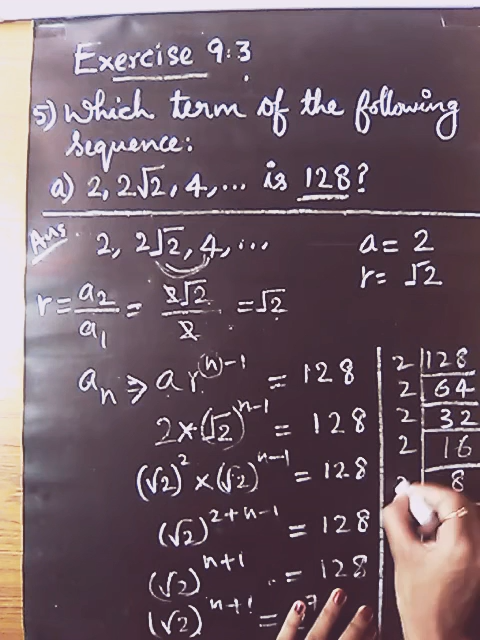 Exercise 9.3
5) Which term of the following
sequence:
a) 2, 2√2, 4, ... is 128?
Ans 2, 2√2, 4, ...
a = 2
r = √2
r = a₂/a₁ = 2√2/2 = √2
aₙ ⇒ a r^(n)-1 = 128
2 × (√2)^n-1 = 128
(√2)^2 × (√2)^n-1 = 128
(√2)^2+n-1 = 128
(√2)^n+1 = 128
(√2)^n+1 =
2 | 128
2 | 64
2 | 32
2 | 16
8